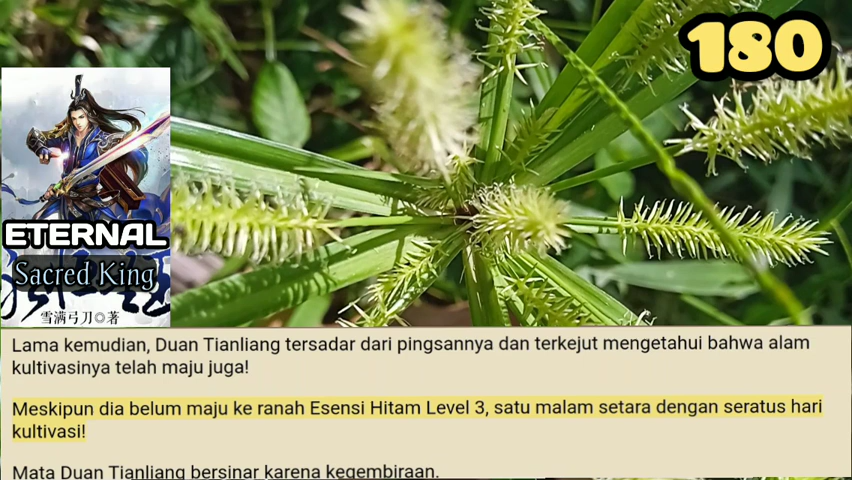 180
ETERNAL
Sacred King
雪满弓刀◎著
Lama kemudian, Duan Tianliang tersadar dari pingsannya dan terkejut mengetahui bahwa alam
kultivasinya telah maju juga!
Meskipun dia belum maju ke ranah Esensi Hitam Level 3, satu malam setara dengan seratus hari
kultivasi!
Mata Duan Tianliang bersinar karena kegembiraan.